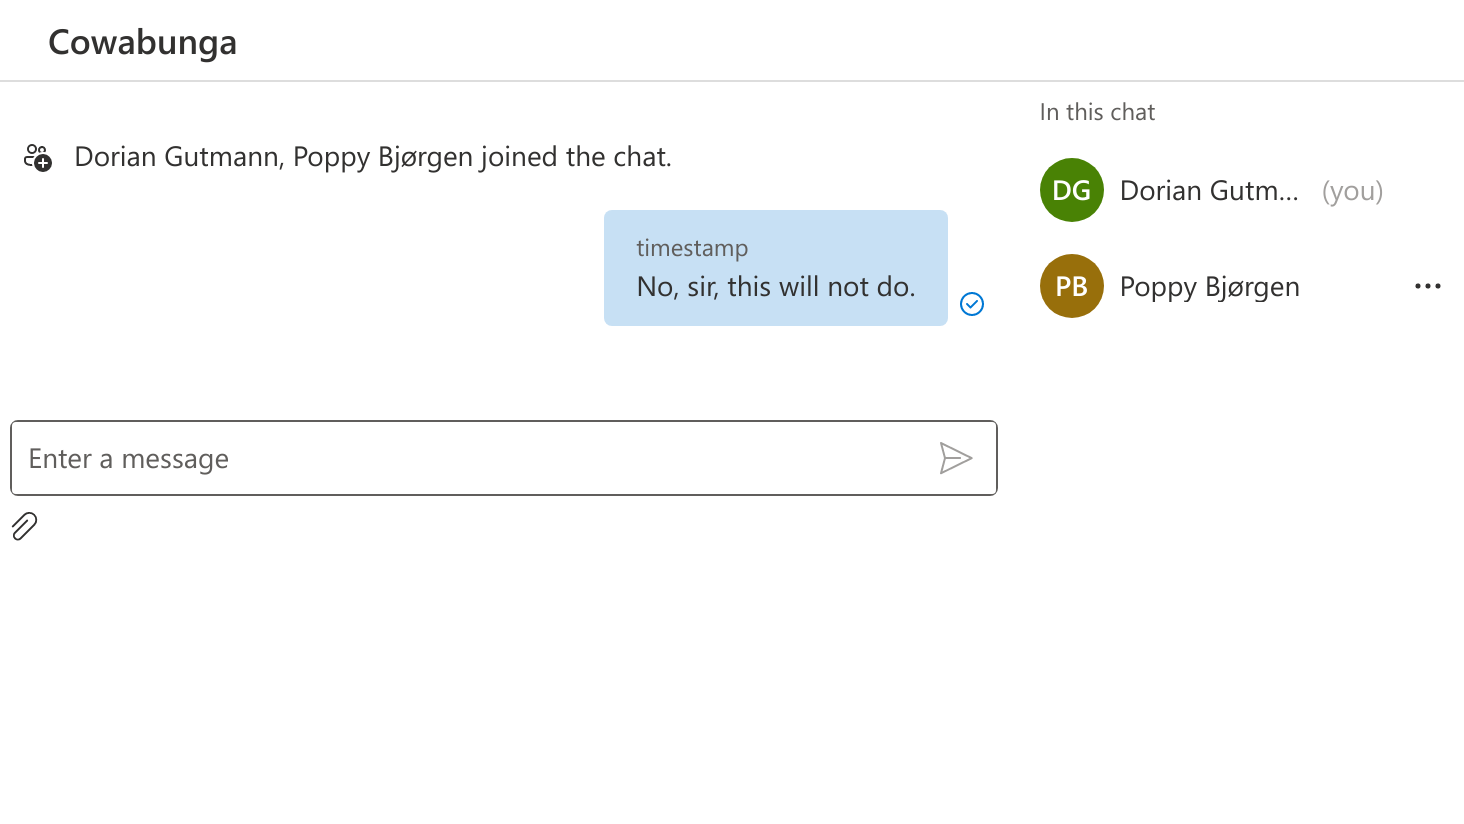 Cowabunga
Dorian Gutmann, Poppy Bjørgen joined the chat.
timestamp
No, sir, this will not do.
Enter a message
In this chat
DG Dorian Gutm... (you)
PB Poppy Bjørgen